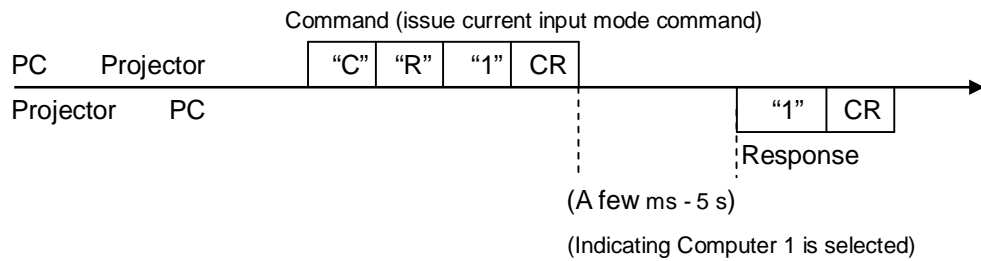 Command (issue current input mode command)
PC Projector “C” “R” “1” CR
Projector PC “1” CR
Response
(A few ms - 5 s)
(Indicating Computer 1 is selected)